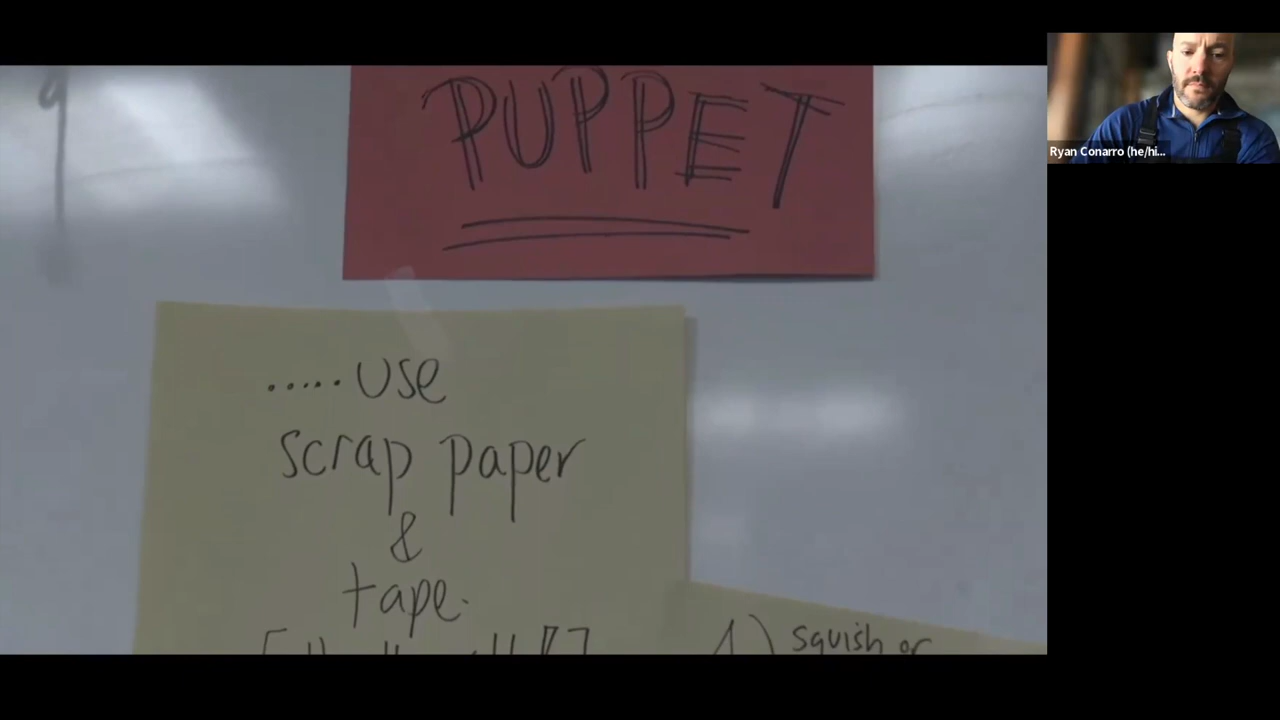 PUPPET
.....use
scrap paper
&
tape.
1) squish or
Ryan Conarro (he/hi...